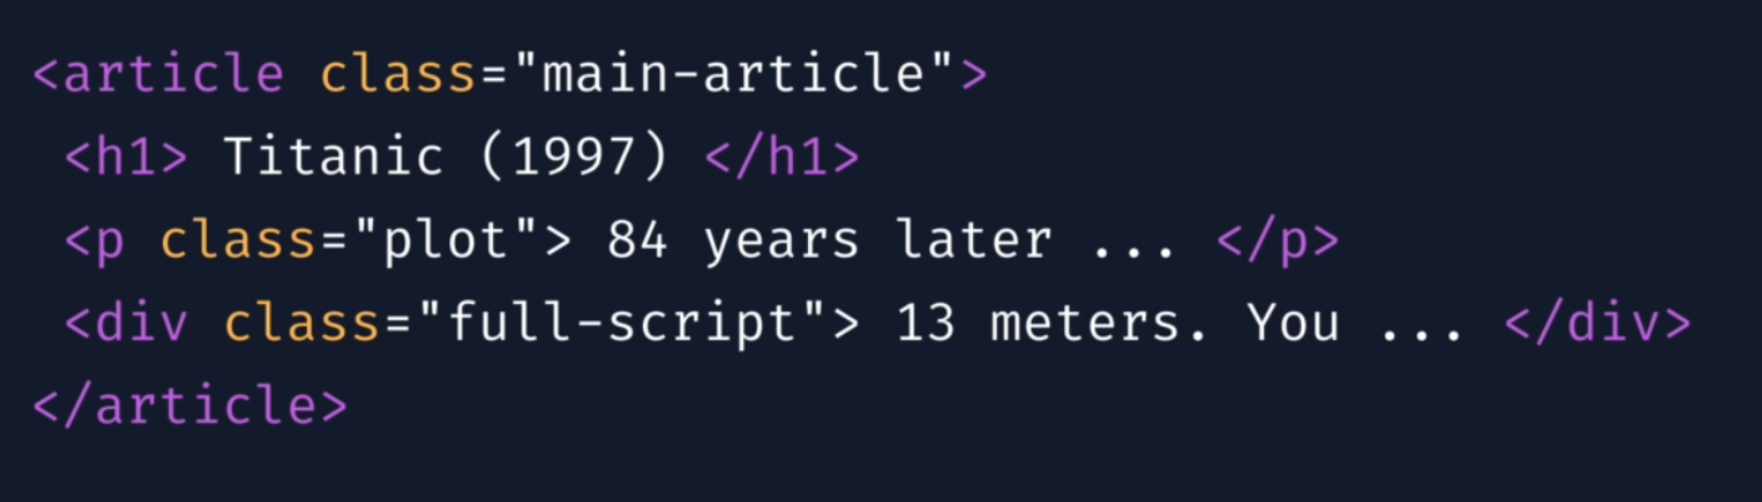 <article class="main-article">
<h1> Titanic (1997) </h1>
<p class="plot"> 84 years later ... </p>
<div class="full-script"> 13 meters. You ... </div>
</article>